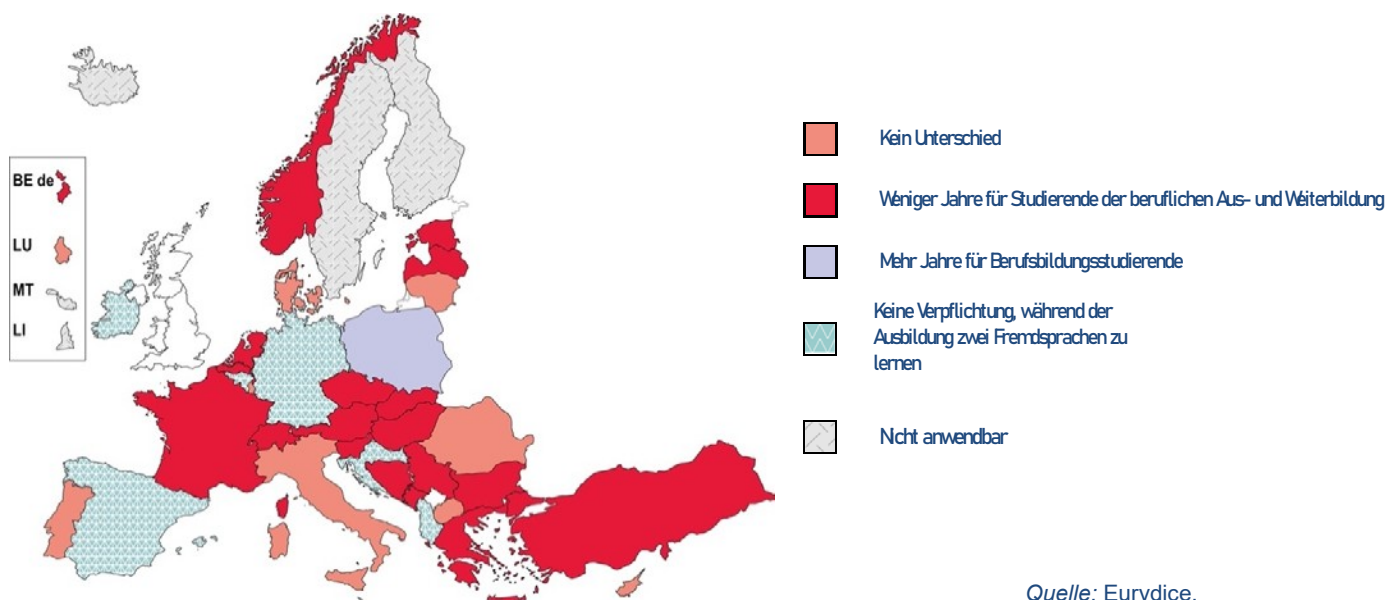 BE de
LU
MT
LI
Kein Unterschied
Weniger Jahre für Studierende der beruflichen Aus- und Weiterbildung
Mehr Jahre für Berufsbildungsstudierende
Keine Verpflichtung, während der
Ausbildung zwei Fremdsprachen zu
lernen
Nicht anwendbar
Quelle: Eurydice.